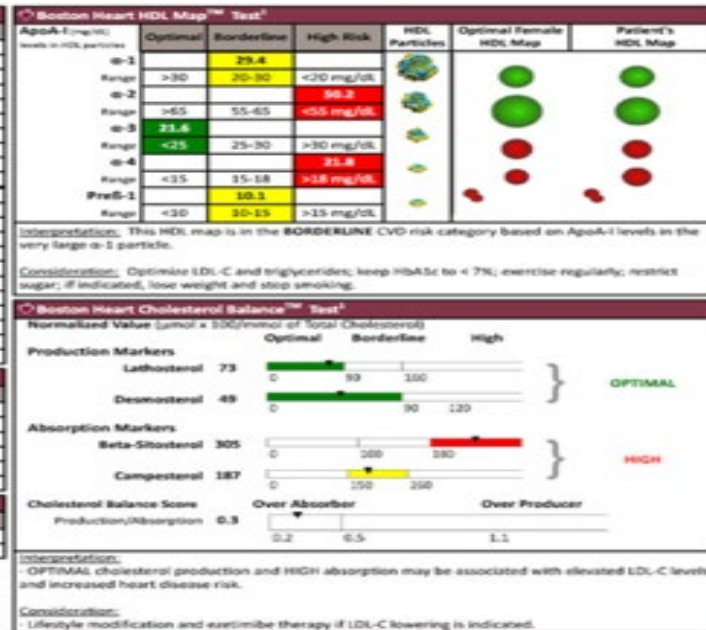 Boston Heart HDL Map™ Test
ApoA-I (mg/dL) levels in HDL particles Optimal Borderline High Risk HDL Particles Optimal Female HDL Map Patient's HDL Map
α-1 29.4
Range >30 20-30 <20 mg/dL
α-2 50.2
Range >65 55-65 <55 mg/dL
α-3 21.6
Range <25 25-30 >30 mg/dL
α-4 21.8
Range <15 15-18 >18 mg/dL
Preß-1 10.1
Range <10 10-15 >15 mg/dL
Interpretation: This HDL map is in the BORDERLINE CVD risk category based on ApoA-I levels in the
very large α-1 particle.
Consideration: Optimize LDL-C and triglycerides; keep HbA1c to < 7%; exercise regularly; restrict
sugar; if indicated, lose weight and stop smoking.
Boston Heart Cholesterol Balance™ Test
Normalized Value (µmol x 100/mmol of Total Cholesterol)
Optimal Borderline High
Production Markers
Lathosterol 73
0 100
OPTIMAL
Desmosterol 49
0 90 120
Absorption Markers
Beta-Sitosterol 305
0
HIGH
Campesterol 187
0 150
Cholesterol Balance Score Over Absorber Over Producer
Production/Absorption 0.3
0.2 0.5 1.1
Interpretation:
- OPTIMAL cholesterol production and HIGH absorption may be associated with elevated LDL-C levels
and increased heart disease risk.
Consideration:
- Lifestyle modification and ezetimibe therapy if LDL-C lowering is indicated.